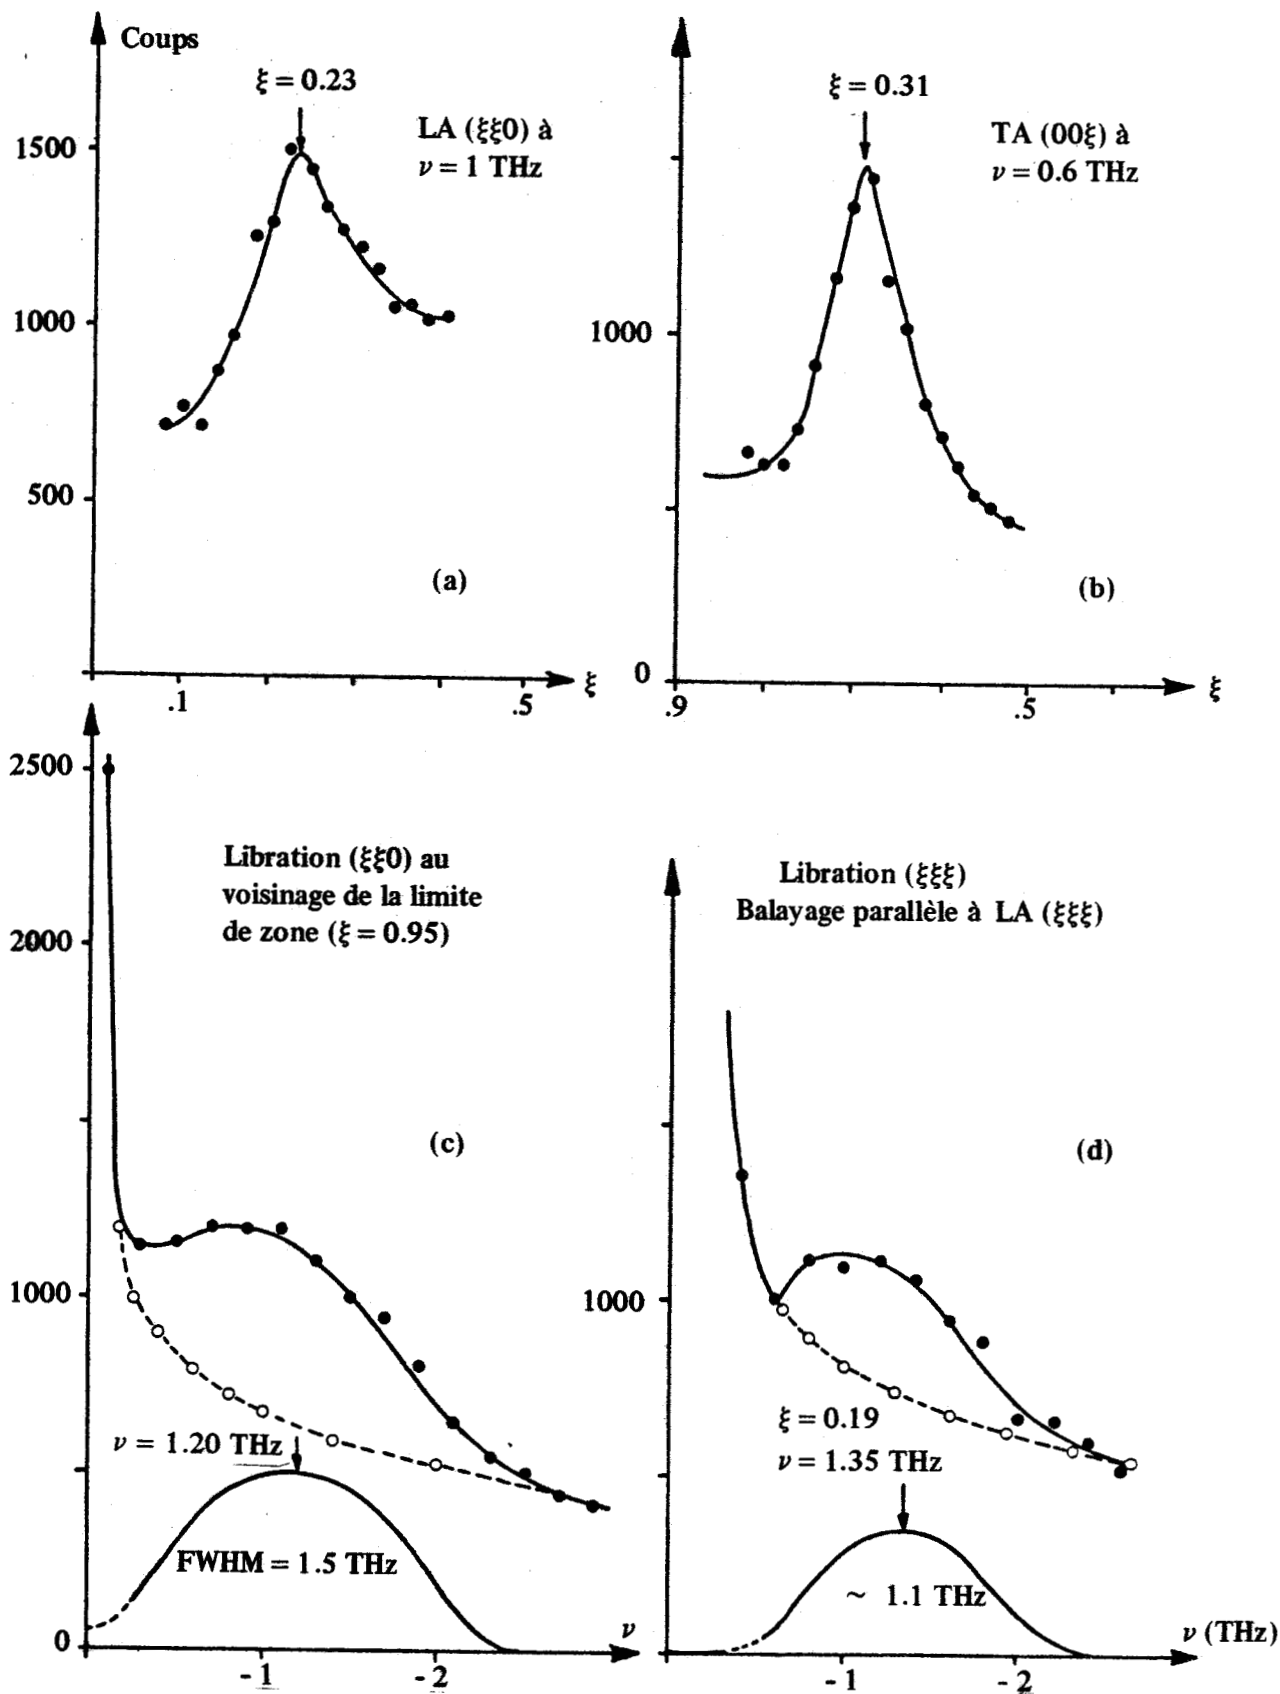 Coups
ξ = 0.23
LA (ξξ0) à
ν = 1 THz
1500
1000
500
(a)
.1
.5
ξ
ξ = 0.31
TA (00ξ) à
ν = 0.6 THz
1000
(b)
0
.9
.5
ξ
2500
Libration (ξξ0) au
voisinage de la limite
de zone (ξ = 0.95)
2000
(c)
1000
ν = 1.20 THz
FWHM = 1.5 THz
0
-1
-2
ν
Libration (ξξξ)
Balayage parallèle à LA (ξξξ)
(d)
1000
ξ = 0.19
ν = 1.35 THz
~ 1.1 THz
ν (THz)
-1
-2